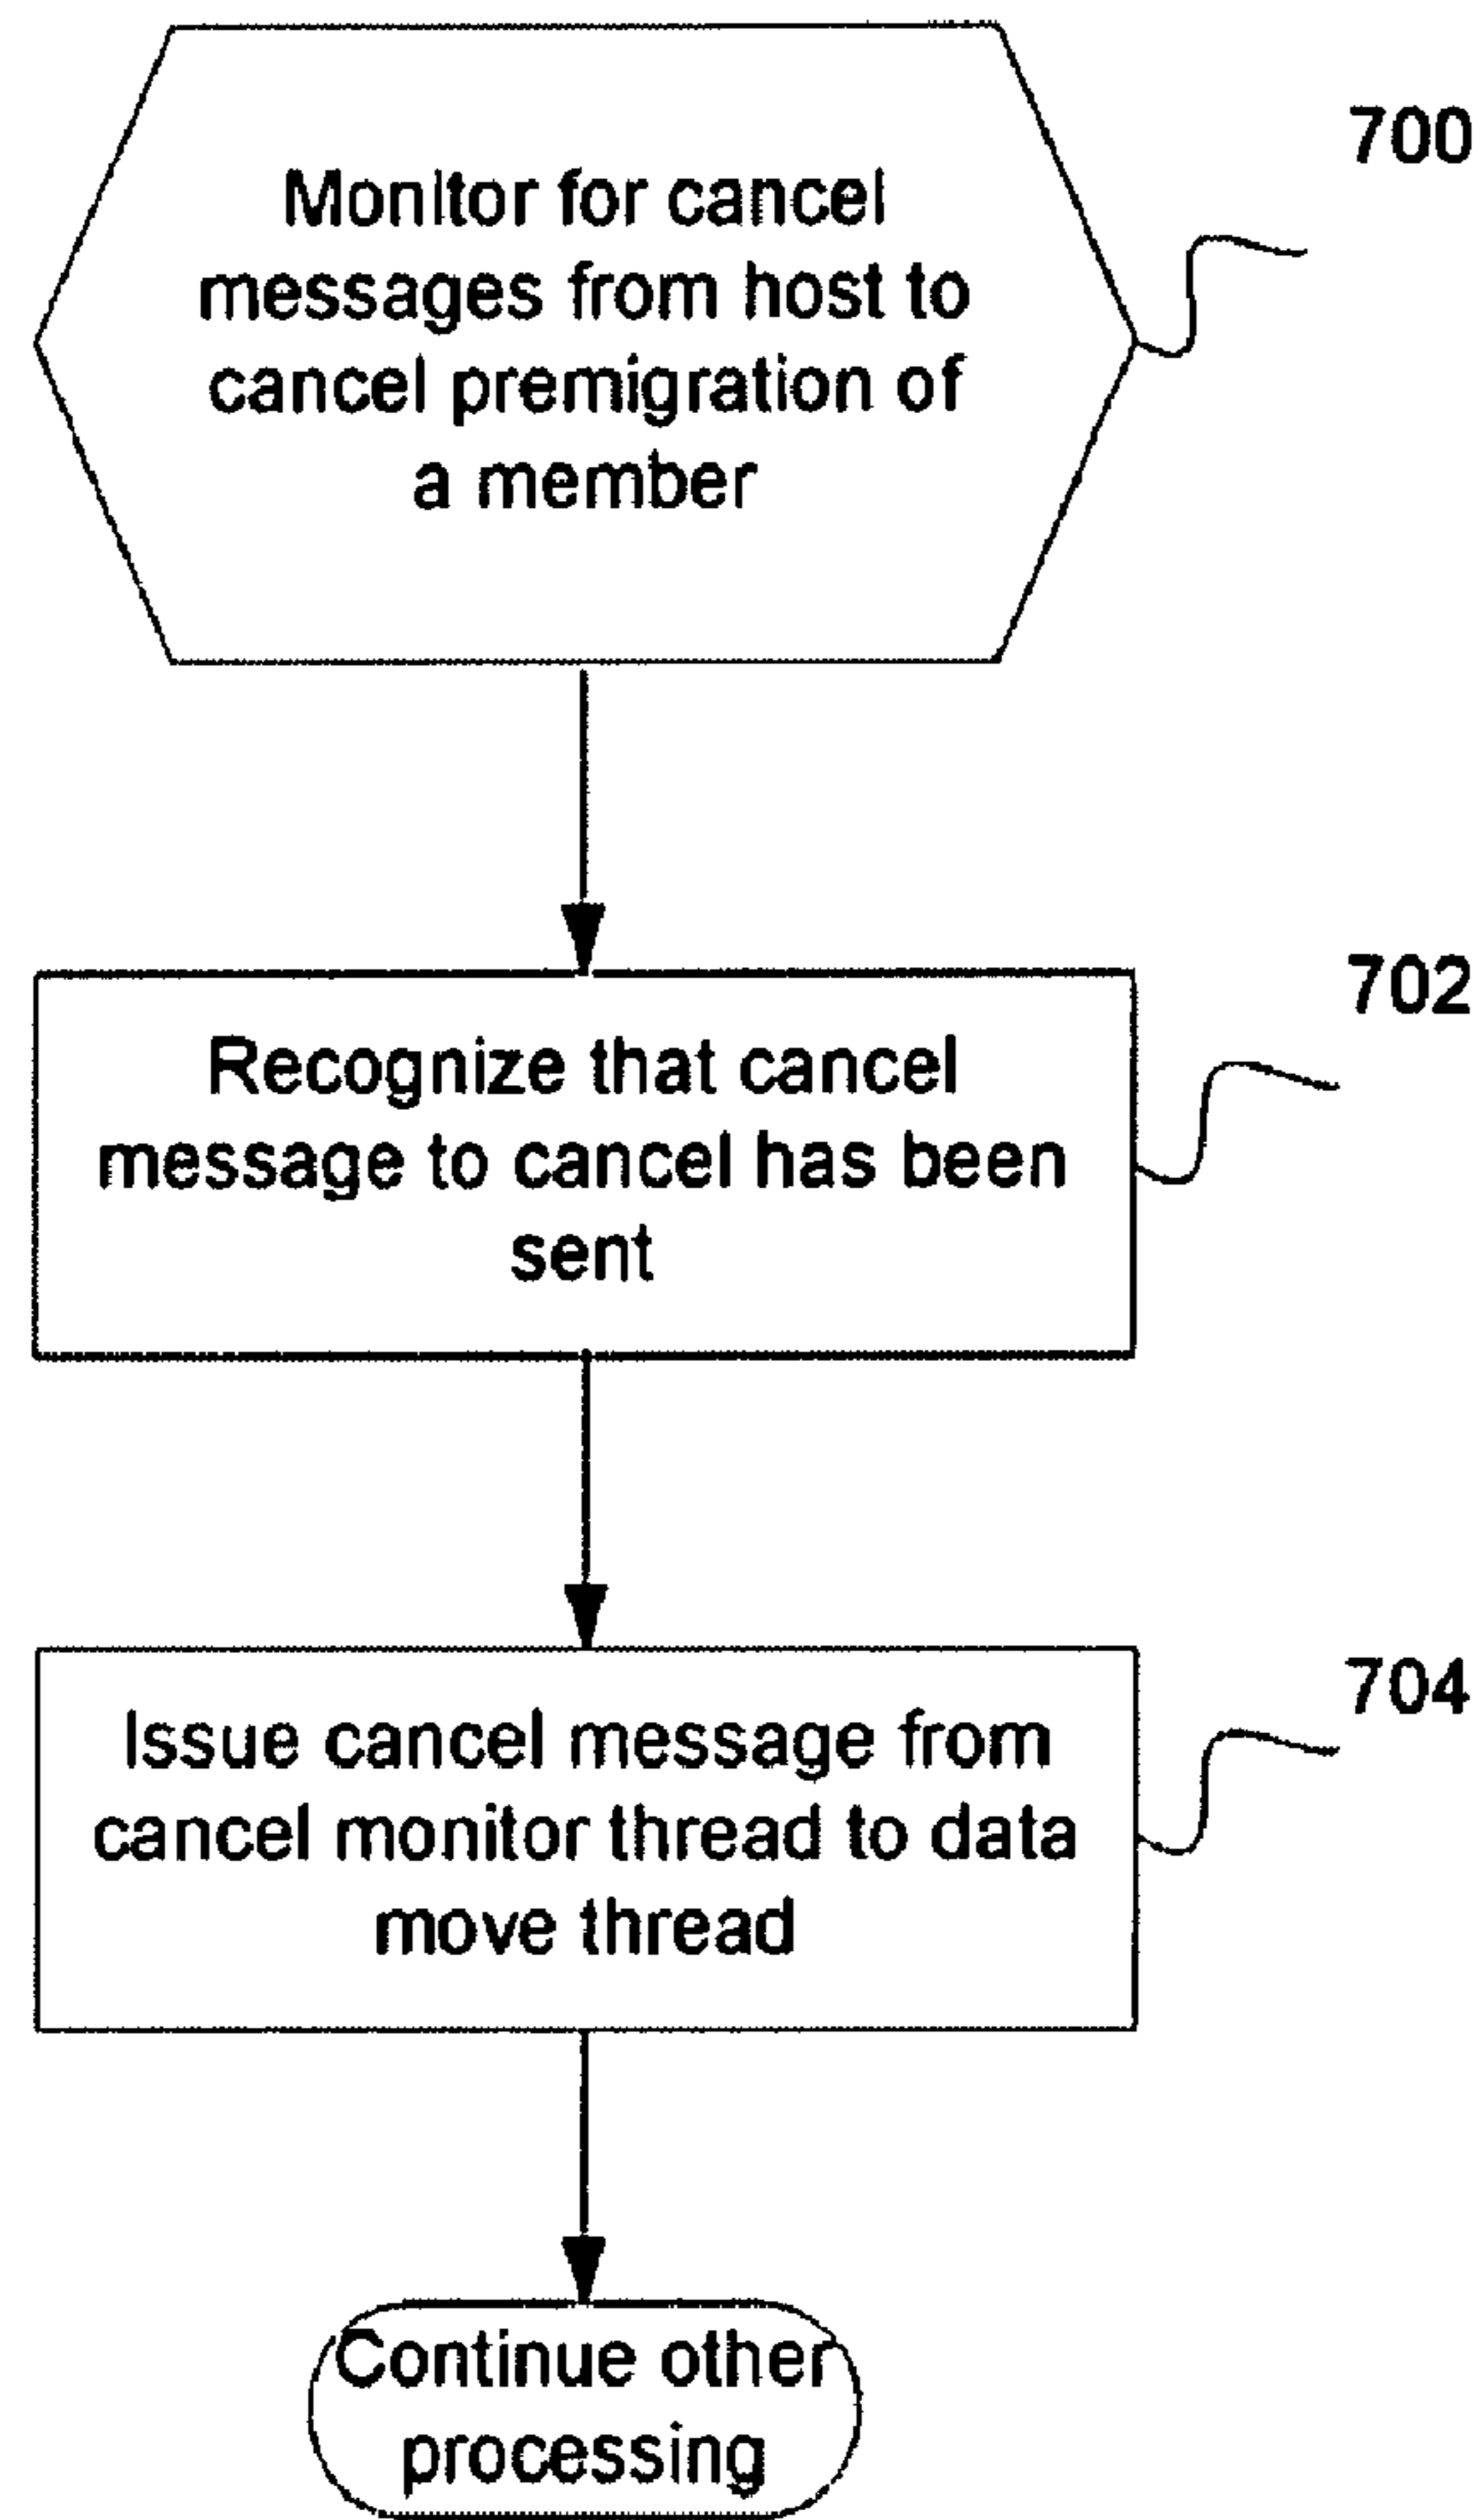 Monitor for cancel
messages from host to
cancel premigration of
a member
700
Recognize that cancel
message to cancel has been
sent
702
Issue cancel message from
cancel monitor thread to data
move thread
704
Continue other
processing